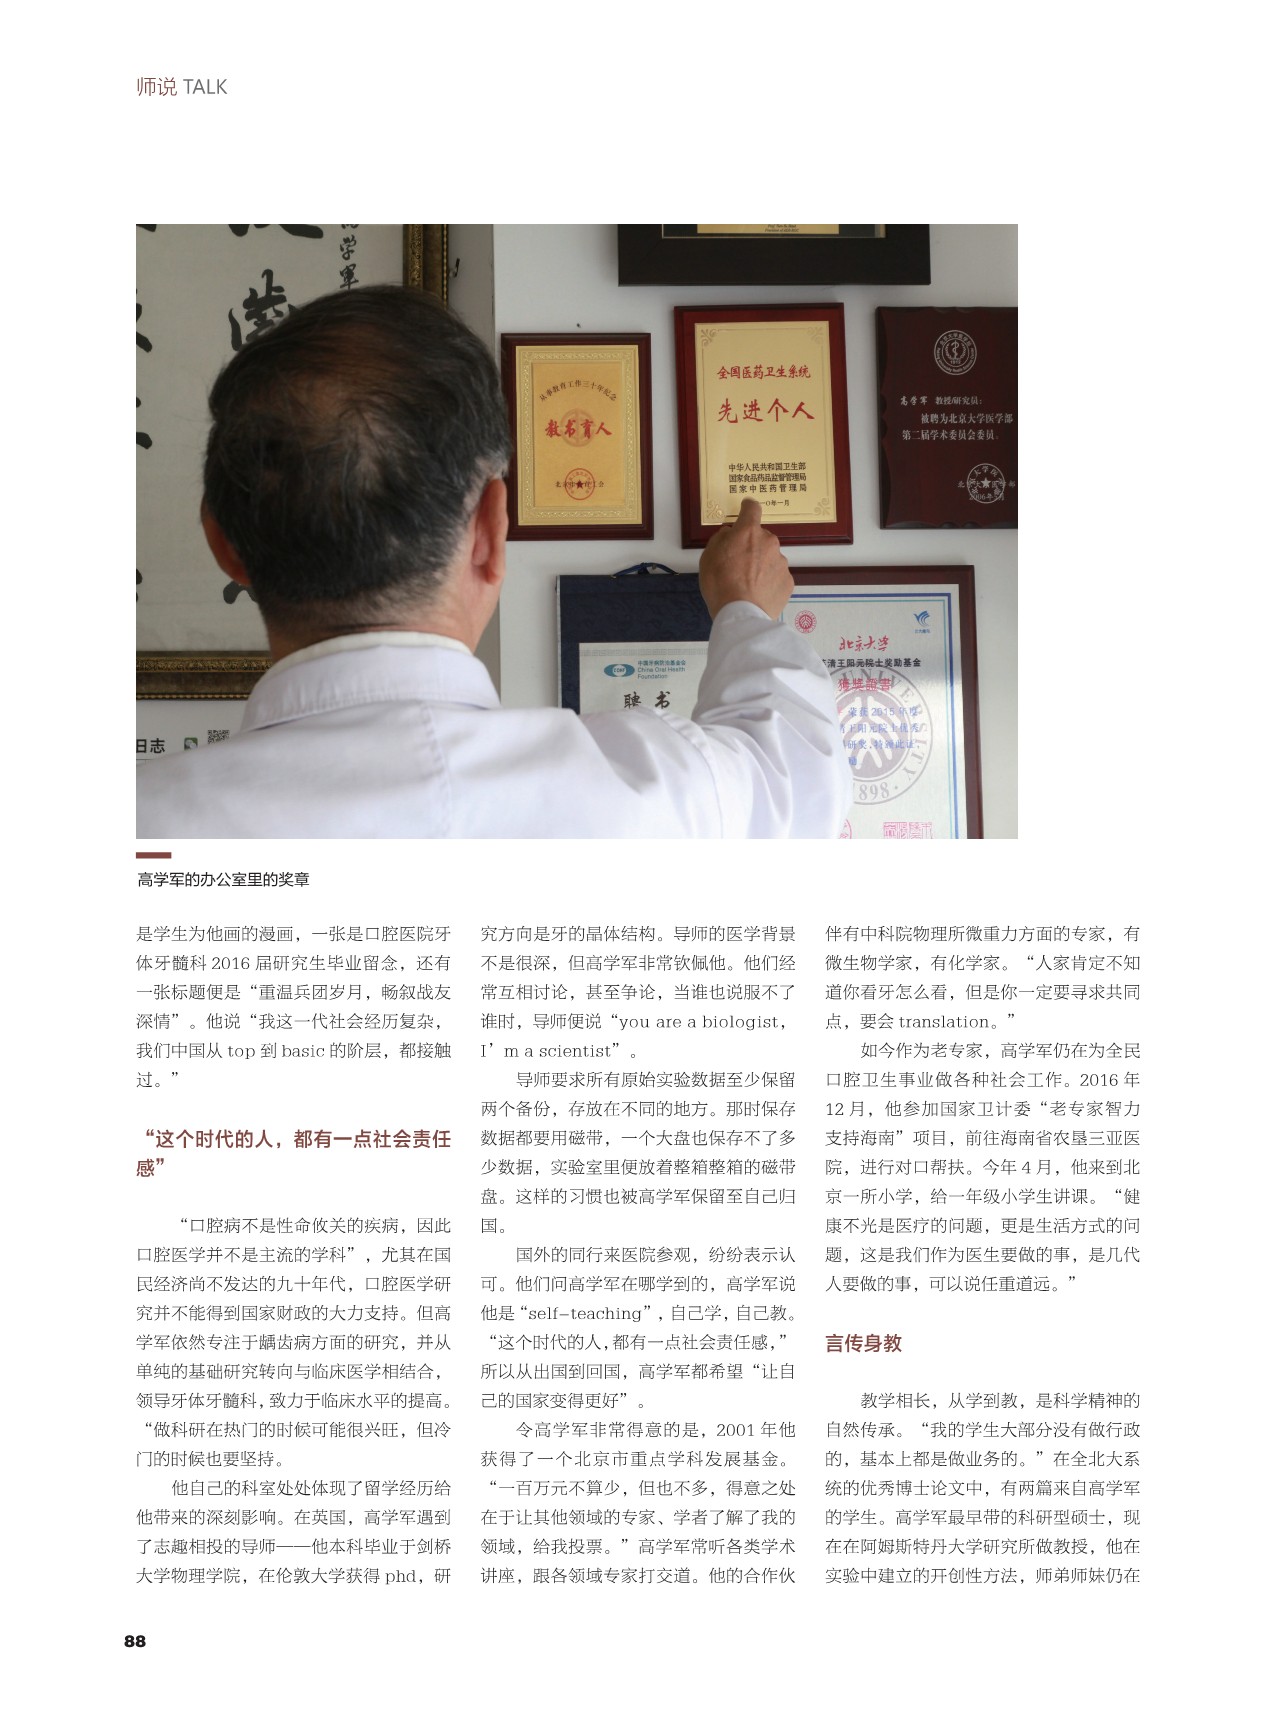 师说 TALK
高学軍
齒
从事教育工作三十年纪念
教书育人
全国医药卫生系统
先进个人
中华人民共和国卫生部
国家食品药品监督管理局
国家中医药管理局
一〇年一月
高学军 教授/研究员:
被聘为北京大学医学部
第二届学术委员会委员。
中国牙病防治基金会
China Oral Health
Foundation
聘书
北京大学
清王阳元院士奖励基金
獲獎證書
荣在2015年度
研奖,特颁此证。
1898
日志
高学军的办公室里的奖章
是学生为他画的漫画，一张是口腔医院牙
体牙髓科 2016 届研究生毕业留念，还有
一张标题便是“重温兵团岁月，畅叙战友
深情”。他说“我这一代社会经历复杂，
我们中国从 top 到 basic 的阶层，都接触
过。”
“这个时代的人，都有一点社会责任
感”
“口腔病不是性命攸关的疾病，因此
口腔医学并不是主流的学科”，尤其在国
民经济尚不发达的九十年代，口腔医学研
究并不能得到国家财政的大力支持。但高
学军依然专注于龋齿病方面的研究，并从
单纯的基础研究转向与临床医学相结合，
领导牙体牙髓科，致力于临床水平的提高。
“做科研在热门的时候可能很兴旺，但冷
门的时候也要坚持。
他自己的科室处处体现了留学经历给
他带来的深刻影响。在英国，高学军遇到
了志趣相投的导师——他本科毕业于剑桥
大学物理学院，在伦敦大学获得 phd，研
究方向是牙的晶体结构。导师的医学背景
不是很深，但高学军非常钦佩他。他们经
常互相讨论，甚至争论，当谁也说服不了
谁时，导师便说“you are a biologist，
I’m a scientist”。
导师要求所有原始实验数据至少保留
两个备份，存放在不同的地方。那时保存
数据都要用磁带，一个大盘也保存不了多
少数据，实验室里便放着整箱整箱的磁带
盘。这样的习惯也被高学军保留至自己归
国。
国外的同行来医院参观，纷纷表示认
可。他们问高学军在哪学到的，高学军说
他是“self-teaching”，自己学，自己教。
“这个时代的人，都有一点社会责任感，”
所以从出国到回国，高学军都希望“让自
己的国家变得更好”。
令高学军非常得意的是，2001 年他
获得了一个北京市重点学科发展基金。
“一百万元不算少，但也不多，得意之处
在于让其他领域的专家、学者了解了我的
领域，给我投票。”高学军常听各类学术
讲座，跟各领域专家打交道。他的合作伙
伴有中科院物理所微重力方面的专家，有
微生物学家，有化学家。“人家肯定不知
道你看牙怎么看，但是你一定要寻求共同
点，要会 translation。”
如今作为老专家，高学军仍在为全民
口腔卫生事业做各种社会工作。2016 年
12 月，他参加国家卫计委“老专家智力
支持海南”项目，前往海南省农垦三亚医
院，进行对口帮扶。今年 4 月，他来到北
京一所小学，给一年级小学生讲课。“健
康不光是医疗的问题，更是生活方式的问
题，这是我们作为医生要做的事，是几代
人要做的事，可以说任重道远。”
言传身教
教学相长，从学到教，是科学精神的
自然传承。“我的学生大部分没有做行政
的，基本上都是做业务的。”在全北大系
统的优秀博士论文中，有两篇来自高学军
的学生。高学军最早带的科研型硕士，现
在在阿姆斯特丹大学研究所做教授，他在
实验中建立的开创性方法，师弟师妹仍在
88